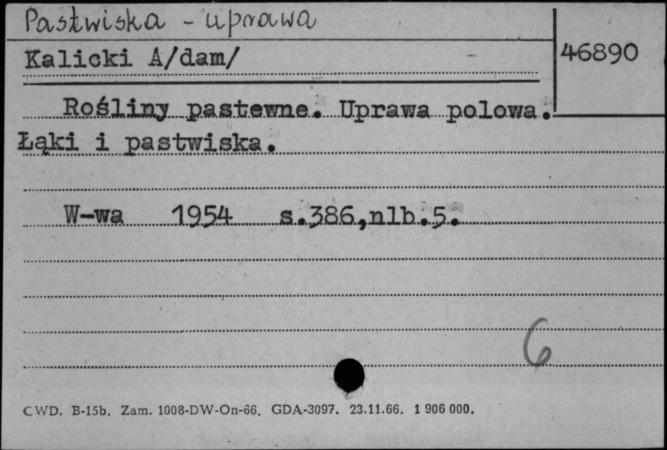 Pastwiska - uprawa
Kalicki A/dam/
46890
Rośliny pastewne. Uprawa polowa.
Łąki i pastwiska.
W-wa 1954 s.386,nlb.5.
6
CWD. B-15b. Zam. 1008-DW-On-66. GDA-3097. 23.11.66. 1 906 000.